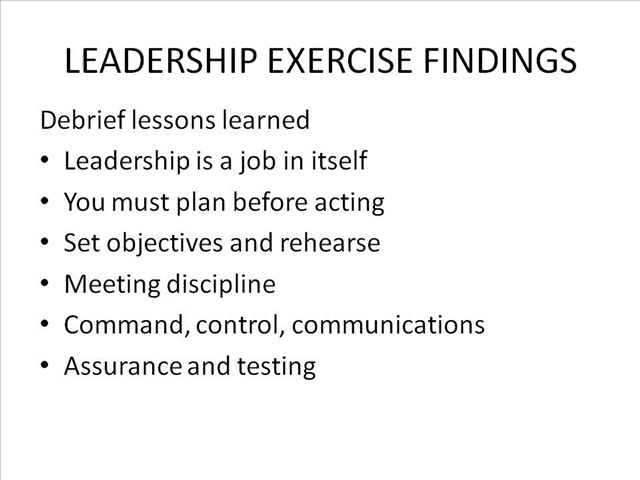 LEADERSHIP EXERCISE FINDINGS
Debrief lessons learned
• Leadership is a job in itself
• You must plan before acting
• Set objectives and rehearse
• Meeting discipline
• Command, control, communications
• Assurance and testing